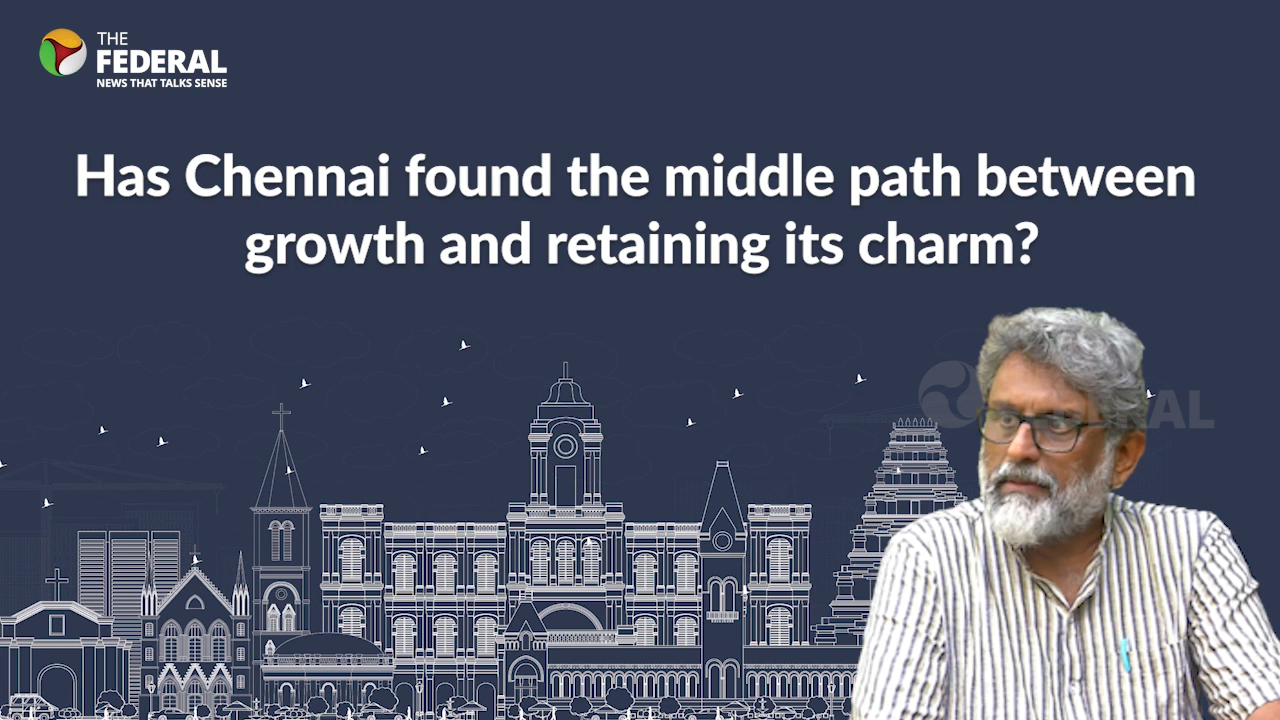 THE
FEDERAL
NEWS THAT TALKS SENSE
Has Chennai found the middle path between
growth and retaining its charm?